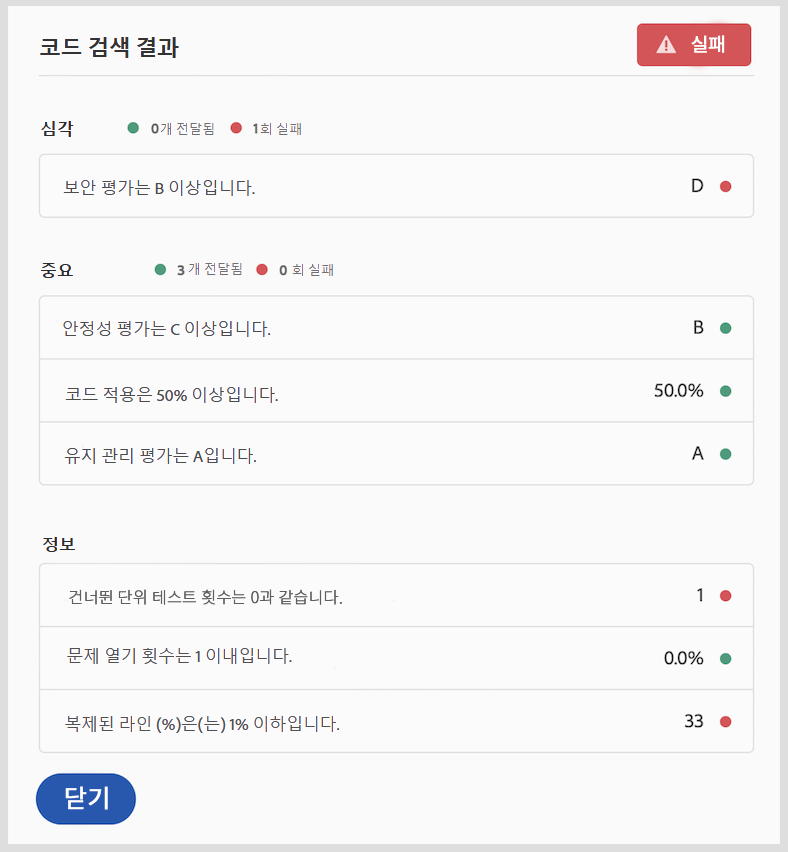 코드 검색 결과
실패
심각 0개 전달됨 1회 실패
보안 평가는 B 이상입니다. D
중요 3 개 전달됨 0 회 실패
안정성 평가는 C 이상입니다. B
코드 적용은 50% 이상입니다. 50.0%
유지 관리 평가는 A입니다. A
정보
건너뛴 단위 테스트 횟수는 0과 같습니다. 1
문제 열기 횟수는 1 이내입니다. 0.0%
복제된 라인 (%)은(는) 1% 이하입니다. 33
닫기